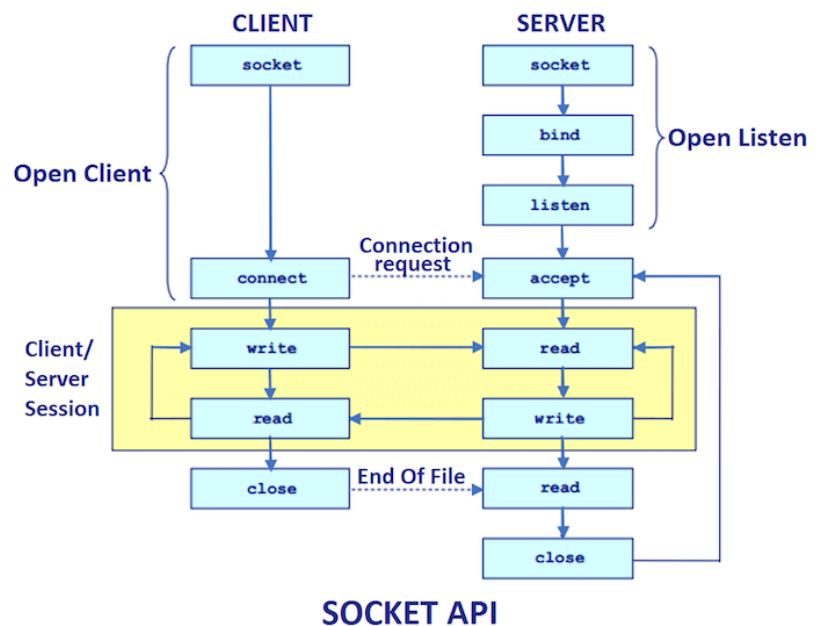 CLIENT
SERVER
socket
socket
bind
Open Listen
Open Client
listen
Connection
request
connect
accept
Client/
Server
Session
write
read
read
write
close
End Of File
read
close
SOCKET API